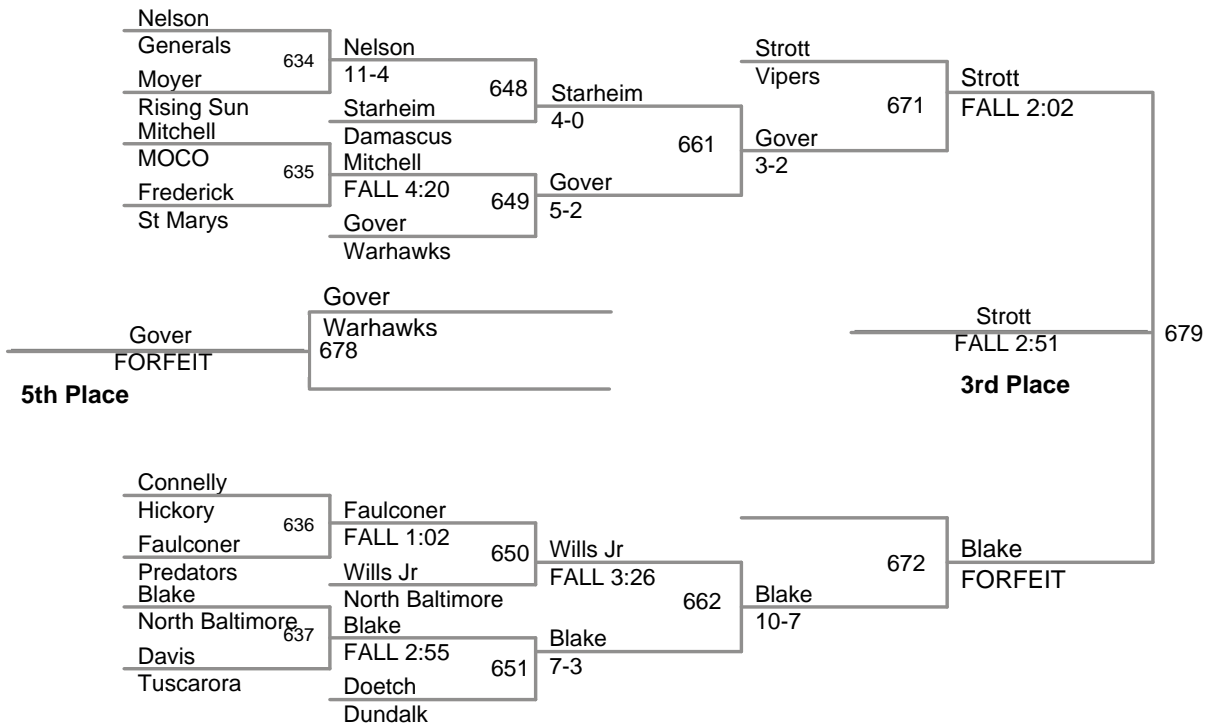 Nelson
Generals
634
Moyer
Rising Sun
Mitchell
MOCO
635
Frederick
St Marys
Nelson
11-4
648
Starheim
Damascus
Mitchell
FALL 4:20
649
Gover
Warhawks
Starheim
4-0
661
Gover
5-2
Strott
Vipers
671
Gover
3-2
Strott
FALL 2:02
Gover
Warhawks
678
Gover
FORFEIT
5th Place
Strott
FALL 2:51
679
3rd Place
Connelly
Hickory
636
Faulconer
Predators
Blake
North Baltimore
637
Davis
Tuscarora
Faulconer
FALL 1:02
650
Wills Jr
North Baltimore
Blake
FALL 2:55
651
Doetch
Dundalk
Wills Jr
FALL 3:26
662
Blake
7-3
672
Blake
10-7
Blake
FORFEIT